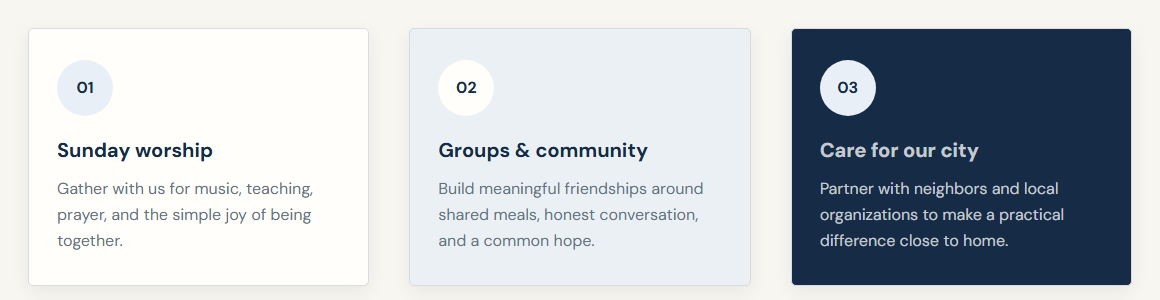 01
Sunday worship
Gather with us for music, teaching,
prayer, and the simple joy of being
together.
02
Groups & community
Build meaningful friendships around
shared meals, honest conversation,
and a common hope.
03
Care for our city
Partner with neighbors and local
organizations to make a practical
difference close to home.